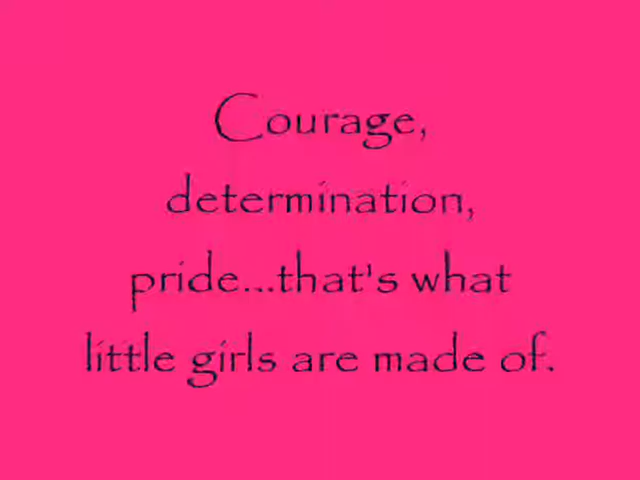 Courage,
determination,
pride...that's what
little girls are made of.